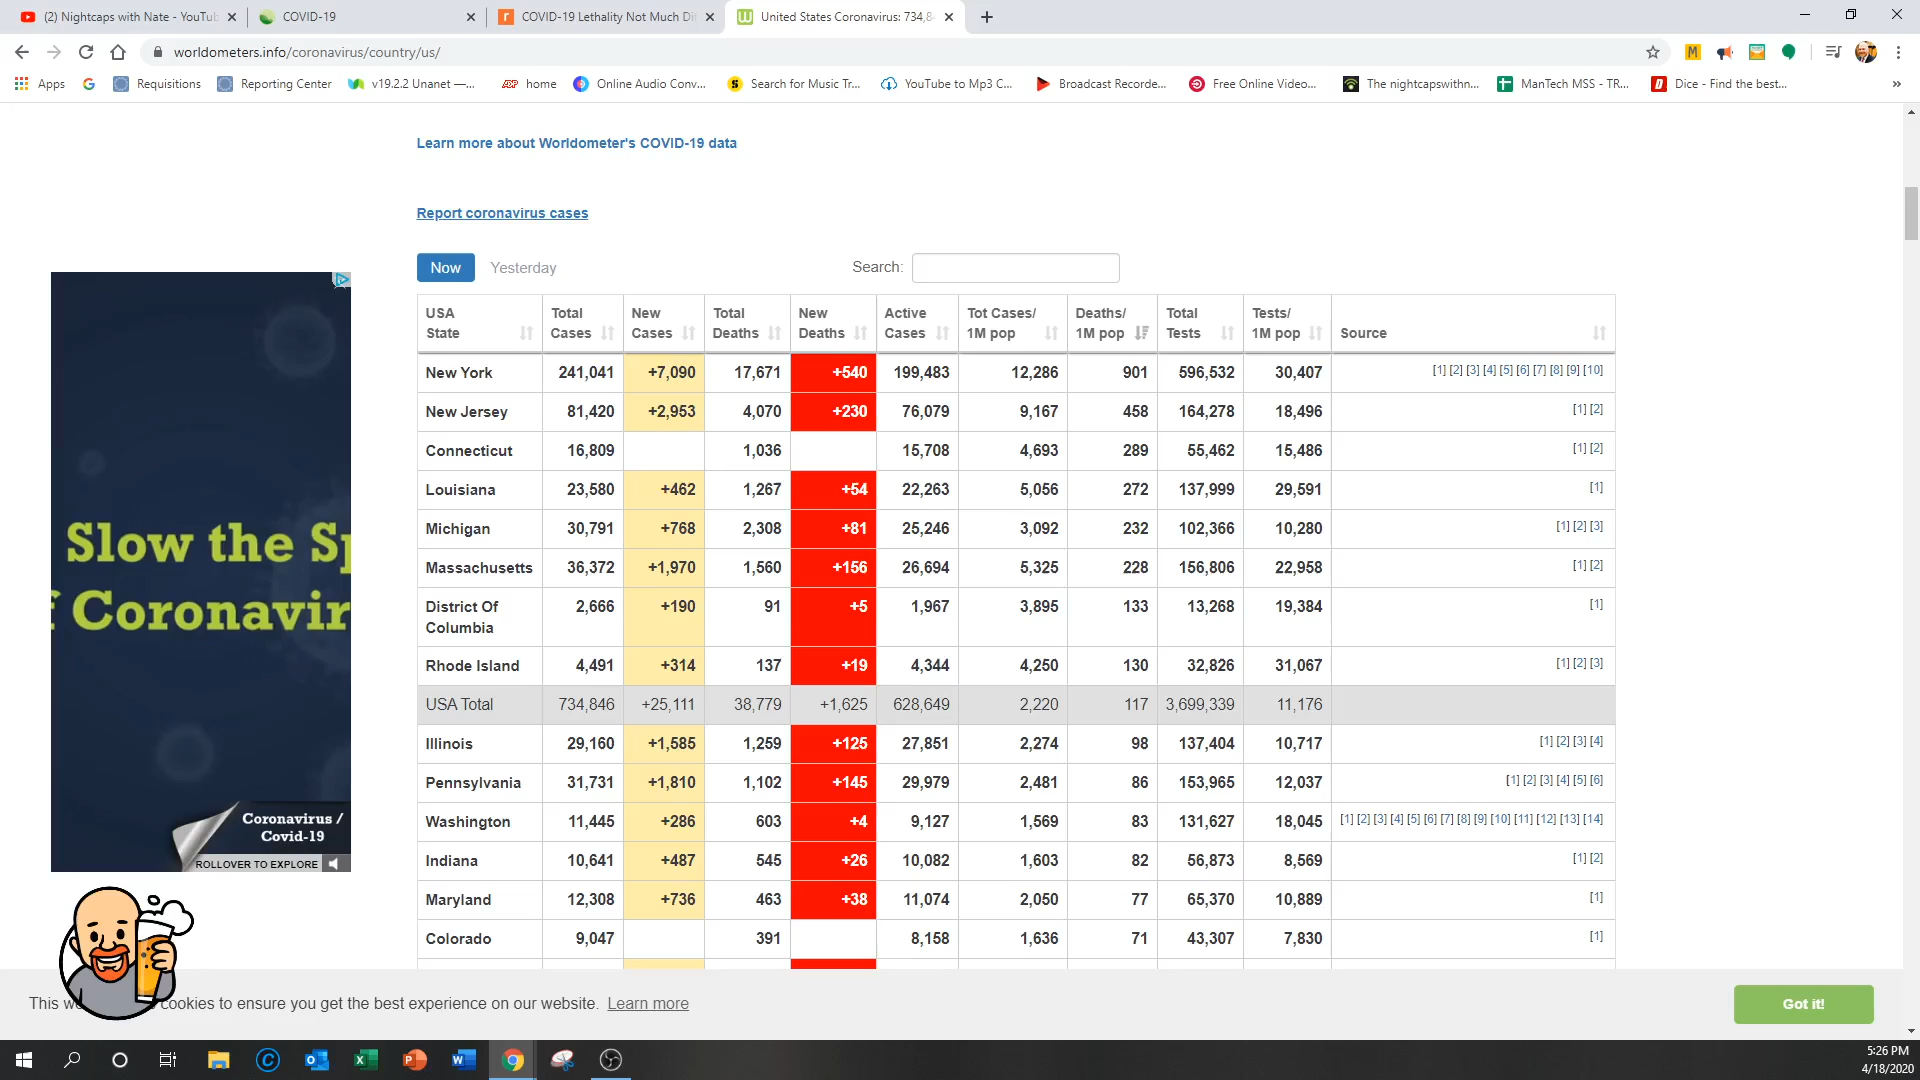 (2) Nightcaps with Nate - YouTub
COVID-19
COVID-19 Lethality Not Much Di
United States Coronavirus: 734,8
worldometers.info/coronavirus/country/us/
Apps
Requisitions
Reporting Center
v19.2.2 Unanet —...
home
Online Audio Conv...
Search for Music Tr...
YouTube to Mp3 C...
Broadcast Recorde...
Free Online Video...
The nightcapswithn...
ManTech MSS - TR...
Dice - Find the best...
Learn more about Worldometer's COVID-19 data
Report coronavirus cases
Now Yesterday Search:
USA State Total Cases New Cases Total Deaths New Deaths Active Cases Tot Cases/ 1M pop Deaths/ 1M pop Total Tests Tests/ 1M pop Source
New York 241,041 +7,090 17,671 +540 199,483 12,286 901 596,532 30,407 [1] [2] [3] [4] [5] [6] [7] [8] [9] [10]
New Jersey 81,420 +2,953 4,070 +230 76,079 9,167 458 164,278 18,496 [1] [2]
Connecticut 16,809 1,036 15,708 4,693 289 55,462 15,486 [1] [2]
Louisiana 23,580 +462 1,267 +54 22,263 5,056 272 137,999 29,591 [1]
Michigan 30,791 +768 2,308 +81 25,246 3,092 232 102,366 10,280 [1] [2] [3]
Massachusetts 36,372 +1,970 1,560 +156 26,694 5,325 228 156,806 22,958 [1] [2]
District Of Columbia 2,666 +190 91 +5 1,967 3,895 133 13,268 19,384 [1]
Rhode Island 4,491 +314 137 +19 4,344 4,250 130 32,826 31,067 [1] [2] [3]
USA Total 734,846 +25,111 38,779 +1,625 628,649 2,220 117 3,699,339 11,176
Illinois 29,160 +1,585 1,259 +125 27,851 2,274 98 137,404 10,717 [1] [2] [3] [4]
Pennsylvania 31,731 +1,810 1,102 +145 29,979 2,481 86 153,965 12,037 [1] [2] [3] [4] [5] [6]
Washington 11,445 +286 603 +4 9,127 1,569 83 131,627 18,045 [1] [2] [3] [4] [5] [6] [7] [8] [9] [10] [11] [12] [13] [14]
Indiana 10,641 +487 545 +26 10,082 1,603 82 56,873 8,569 [1] [2]
Maryland 12,308 +736 463 +38 11,074 2,050 77 65,370 10,889 [1]
Colorado 9,047 391 8,158 1,636 71 43,307 7,830 [1]
Slow the Sp
f Coronavir
Coronavirus /
Covid-19
ROLLOVER TO EXPLORE
This we cookies to ensure you get the best experience on our website. Learn more
Got it!
5:26 PM
4/18/2020